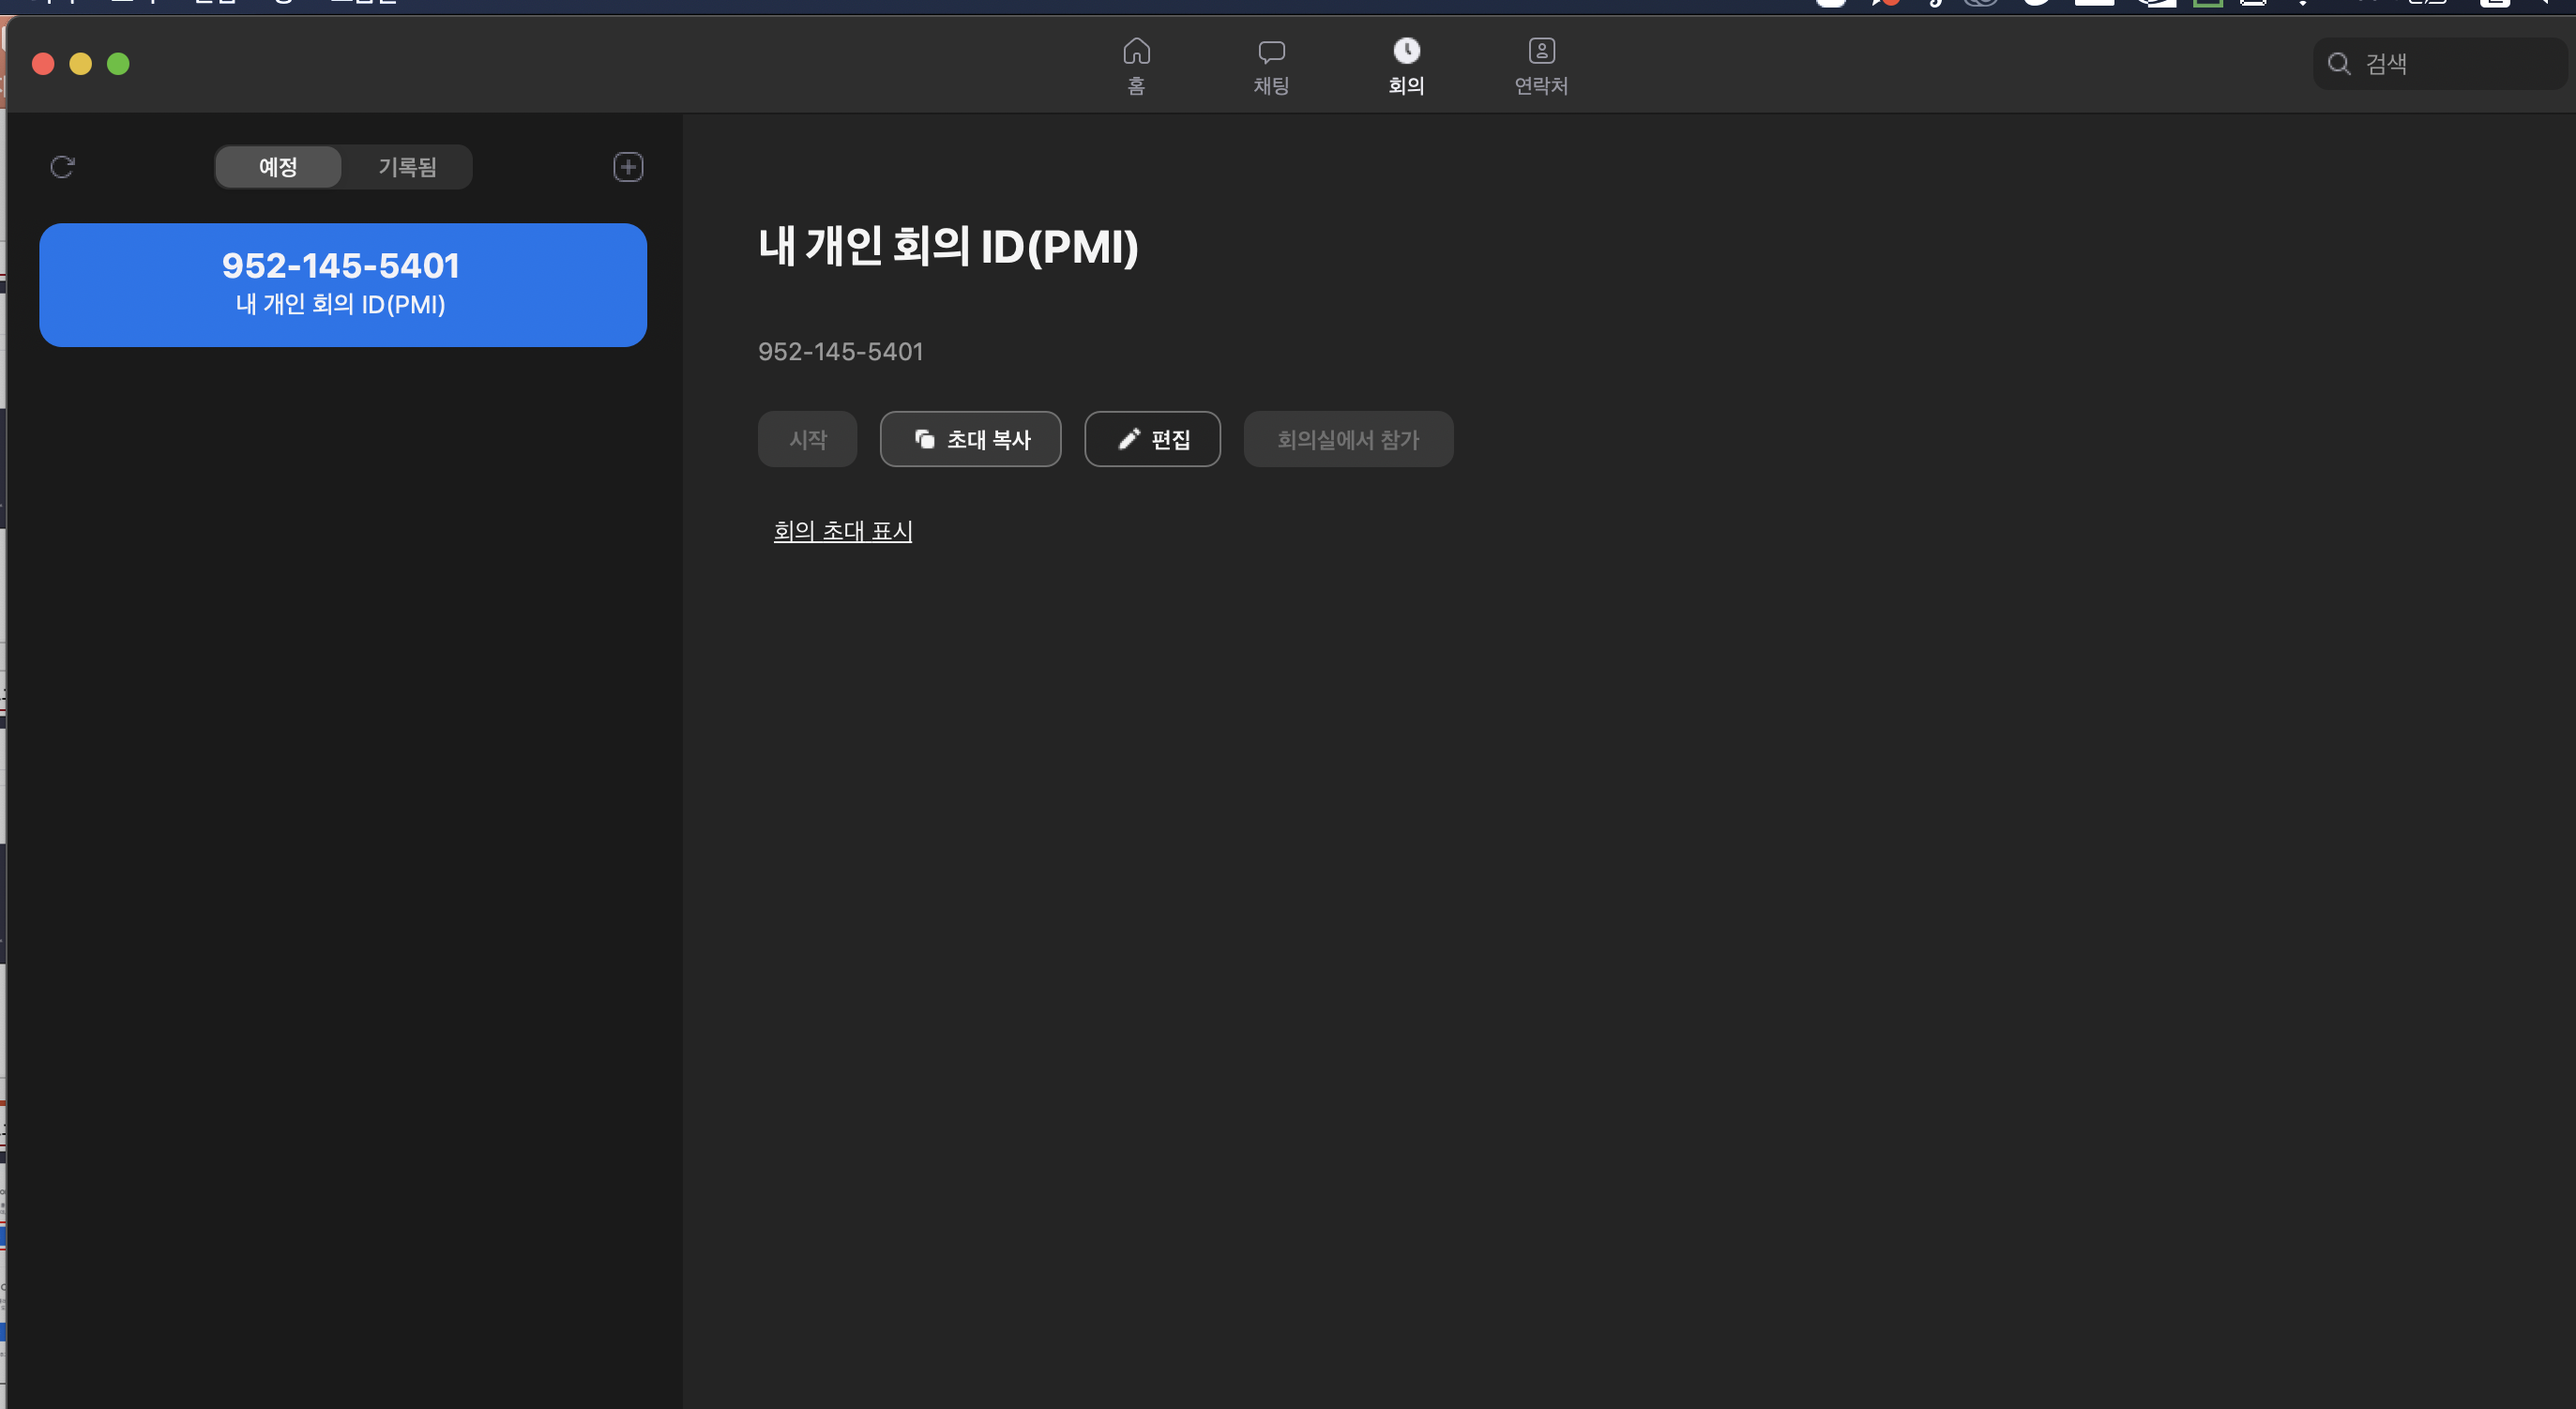 홈
채팅
회의
연락처
검색
예정
기록됨
952-145-5401
내 개인 회의 ID(PMI)
내 개인 회의 ID(PMI)
952-145-5401
시작
초대 복사
편집
회의실에서 참가
회의 초대 표시